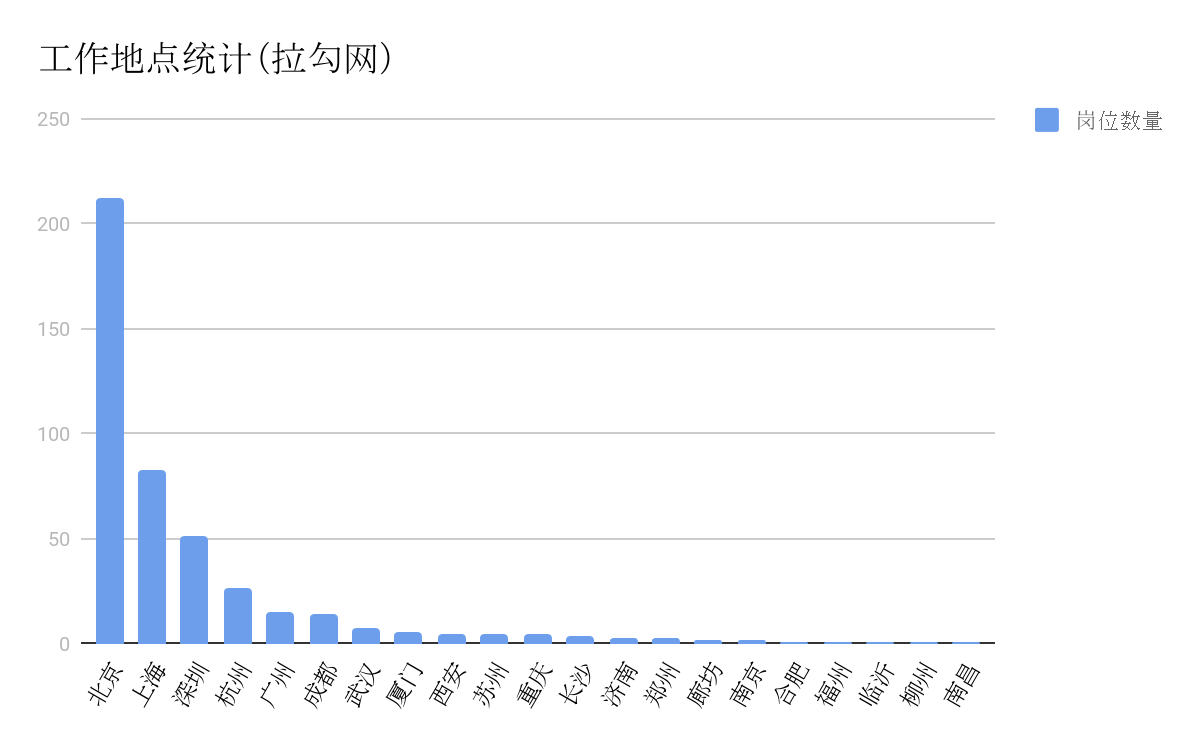 工作地点统计(拉勾网)
250
岗位数量
200
150
100
50
0
北京
上海
深圳
杭州
广州
成都
武汉
厦门
西安
苏州
重庆
长沙
济南
郑州
廊坊
南京
合肥
福州
临沂
柳州
南昌